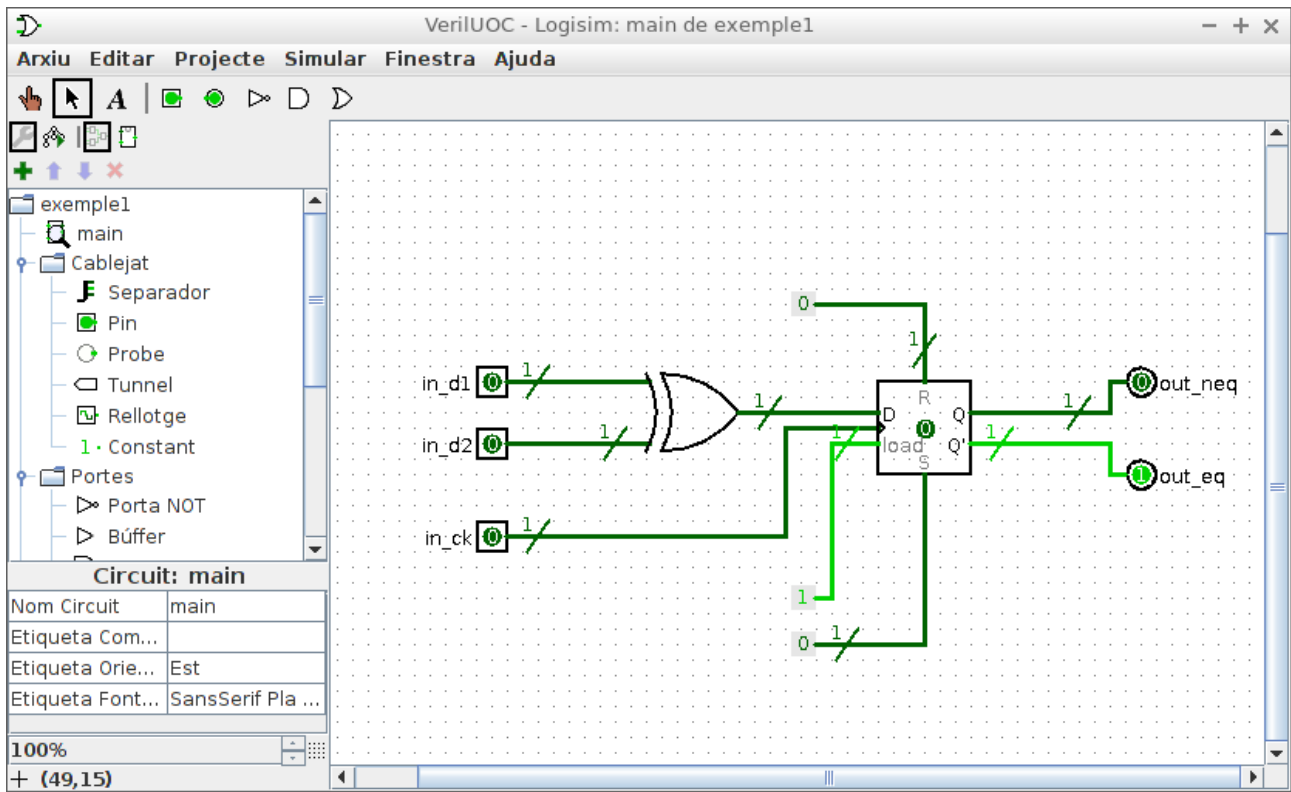 VerilUOC - Logisim: main de exemple1
Arxiu Editar Projecte Simular Finestra Ajuda
A
exemple1
main
Cablejat
Separador
Pin
Probe
Tunnel
Rellotge
1 Constant
Portes
Porta NOT
Búffer
Circuit: main
Nom Circuit main
Etiqueta Com...
Etiqueta Orie... Est
Etiqueta Font... SansSerif Pla ...
100%
(49,15)
0
1
R
in_d1 0 1
1
D 0 Q
1
0 out_neq
in_d2 0 1
1
load Q' 1
S
1 out_eq
in_ck 0 1
1
0 1